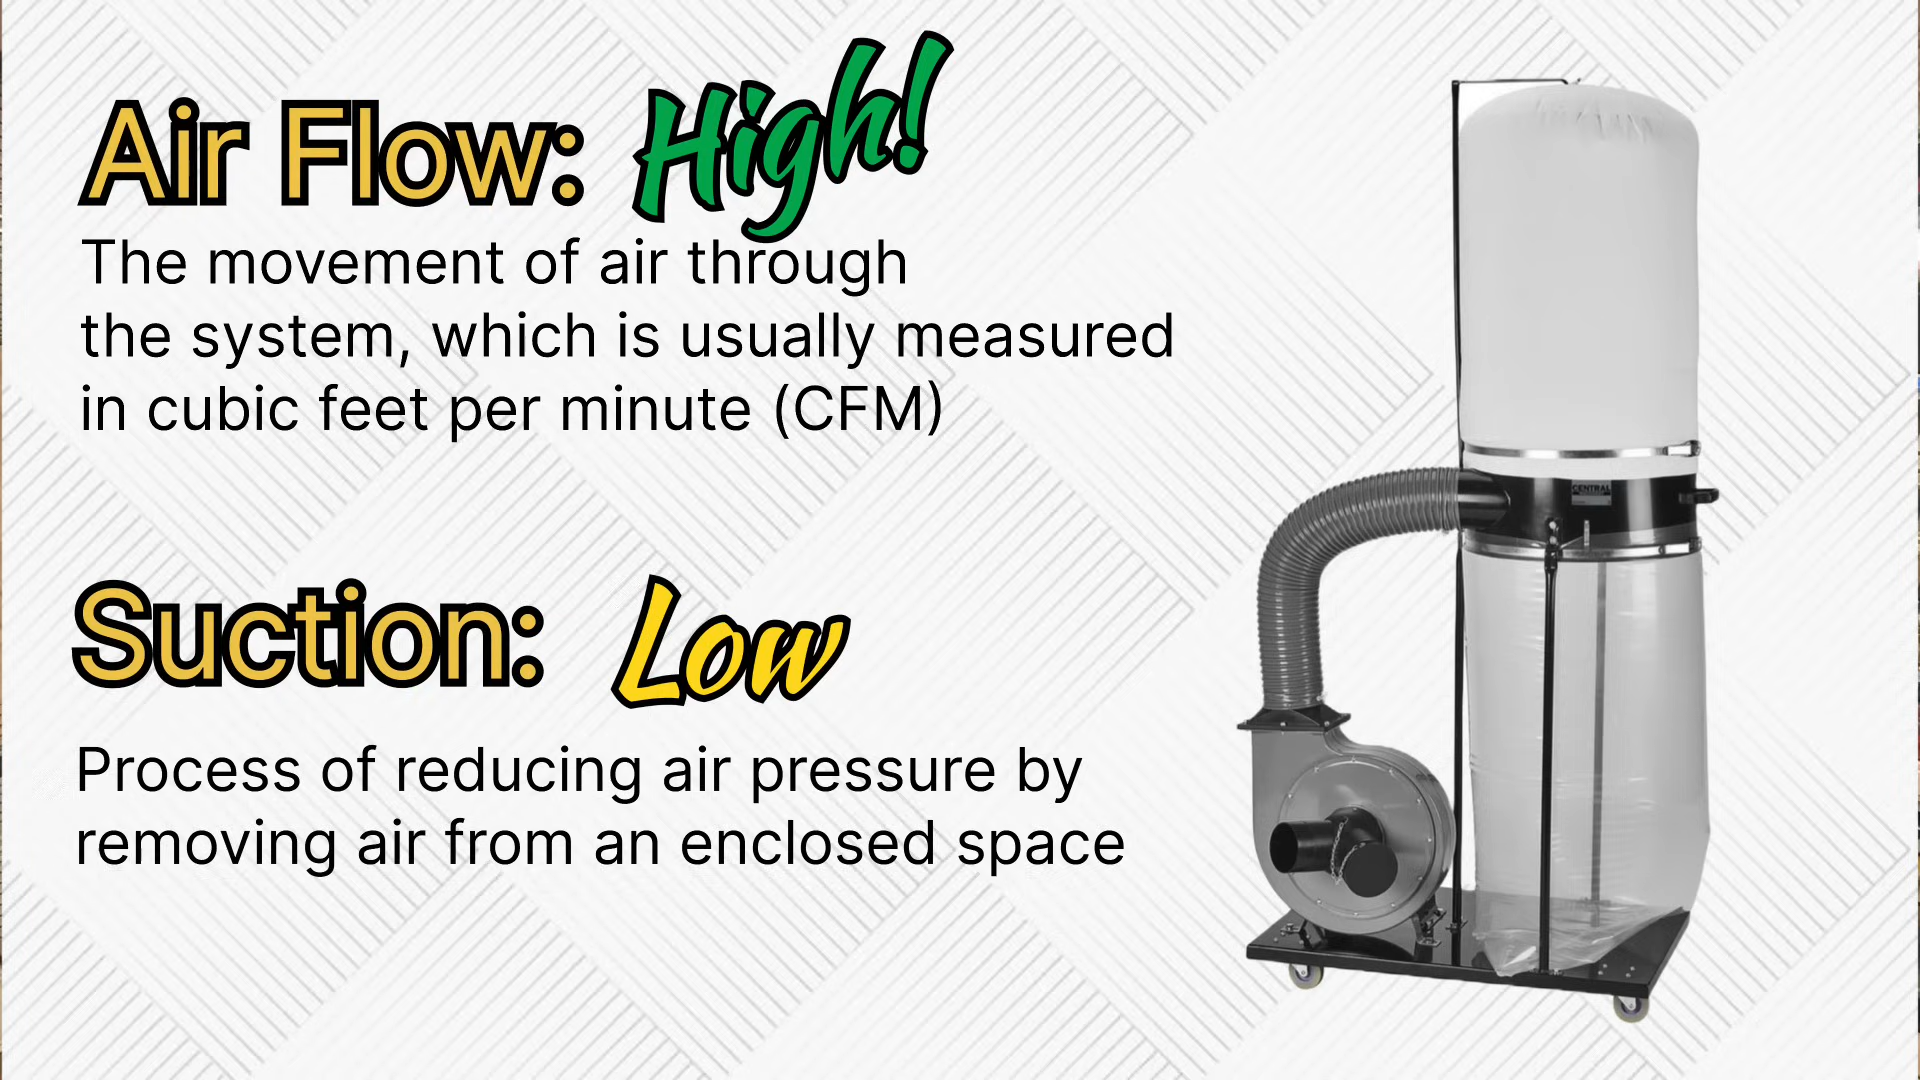 Air Flow: High!
The movement of air through
the system, which is usually measured
in cubic feet per minute (CFM)
CENTRAL
Suction: Low
Process of reducing air pressure by
removing air from an enclosed space